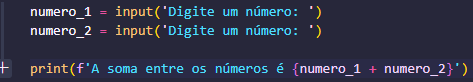 numero_1 = input('Digite um número: ')
numero_2 = input('Digite um número: ')
print(f'A soma entre os números é {numero_1 + numero_2}')